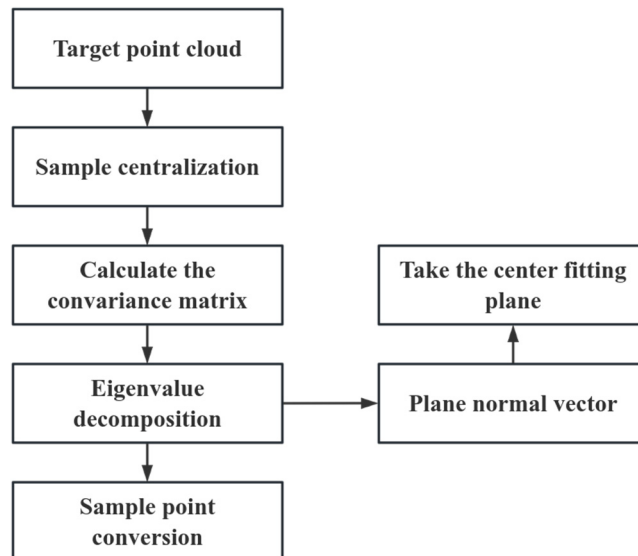 Target point cloud
Sample centralization
Calculate the
convariance matrix
Take the center fitting
plane
Eigenvalue
decomposition
Plane normal vector
Sample point
conversion